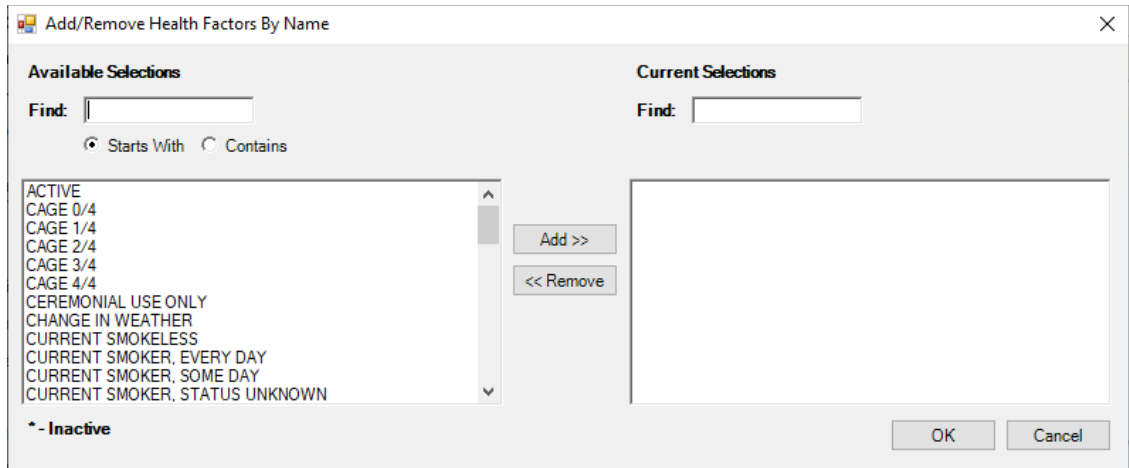 Add/Remove Health Factors By Name
Available Selections
Current Selections
Find:
Find:
Starts With
Contains
ACTIVE
CAGE 0/4
CAGE 1/4
CAGE 2/4
CAGE 3/4
CAGE 4/4
CEREMONIAL USE ONLY
CHANGE IN WEATHER
CURRENT SMOKELESS
CURRENT SMOKER, EVERY DAY
CURRENT SMOKER, SOME DAY
CURRENT SMOKER, STATUS UNKNOWN
Add >>
<< Remove
* - Inactive
OK
Cancel